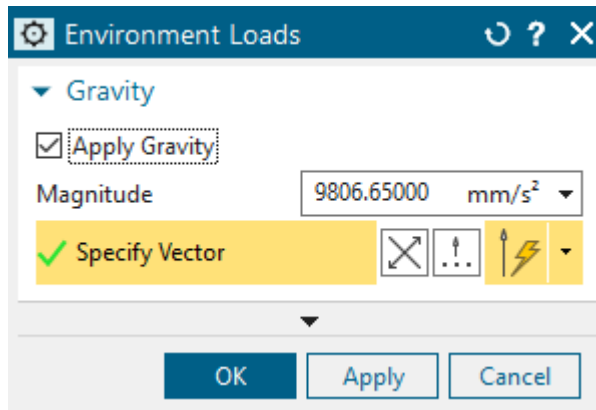 Environment Loads ?
Gravity
Apply Gravity
Magnitude 9806.65000 mm/s²
Specify Vector
OK Apply Cancel